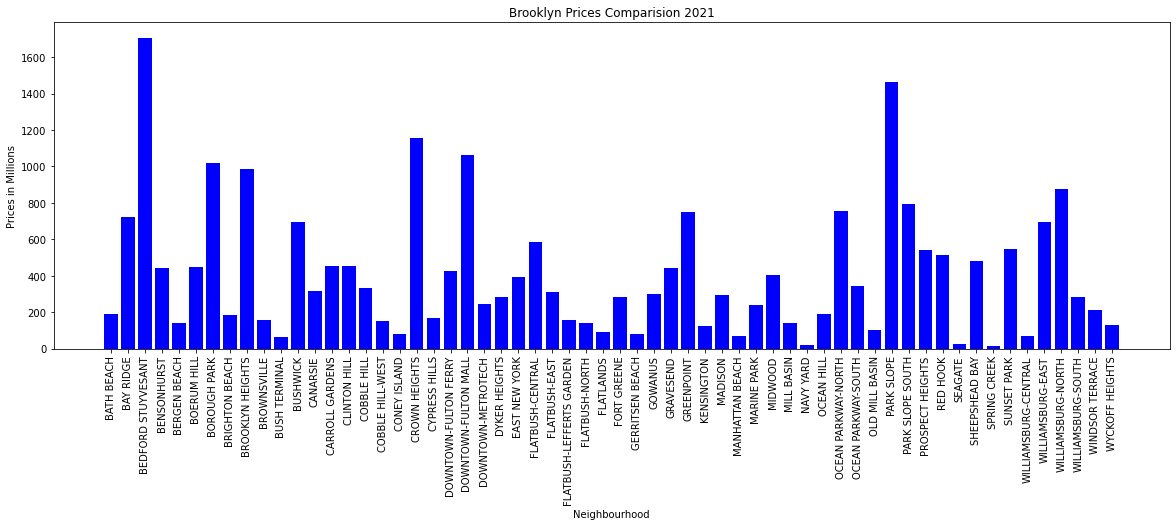 Brooklyn Prices Comparision 2021
Prices in Millions
1600
1400
1200
1000
800
600
400
200
0
BATH BEACH
BAY RIDGE
BEDFORD STUYVESANT
BENSONHURST
BERGEN BEACH
BOERUM HILL
BOROUGH PARK
BRIGHTON BEACH
BROOKLYN HEIGHTS
BROWNSVILLE
BUSH TERMINAL
BUSHWICK
CANARSIE
CARROLL GARDENS
CLINTON HILL
COBBLE HILL
COBBLE HILL-WEST
CONEY ISLAND
CROWN HEIGHTS
CYPRESS HILLS
DOWNTOWN-FULTON FERRY
DOWNTOWN-FULTON MALL
DOWNTOWN-METROTECH
DYKER HEIGHTS
EAST NEW YORK
FLATBUSH-CENTRAL
FLATBUSH-EAST
FLATBUSH-LEFFERTS GARDEN
FLATBUSH-NORTH
FLATLANDS
FORT GREENE
GERRITSEN BEACH
GOWANUS
GRAVESEND
GREENPOINT
KENSINGTON
MADISON
MANHATTAN BEACH
MARINE PARK
MIDWOOD
MILL BASIN
NAVY YARD
OCEAN HILL
OCEAN PARKWAY-NORTH
OCEAN PARKWAY-SOUTH
OLD MILL BASIN
PARK SLOPE
PARK SLOPE SOUTH
PROSPECT HEIGHTS
RED HOOK
SEAGATE
SHEEPSHEAD BAY
SPRING CREEK
SUNSET PARK
WILLIAMSBURG-CENTRAL
WILLIAMSBURG-EAST
WILLIAMSBURG-NORTH
WILLIAMSBURG-SOUTH
WINDSOR TERRACE
WYCKOFF HEIGHTS
Neighbourhood